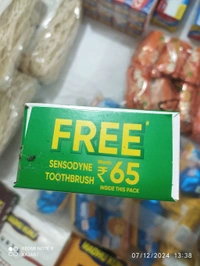 FREE*
SENSODYNE
TOOTHBRUSH
Worth
₹65
INSIDE THIS PACK
07/12/2024 13:38